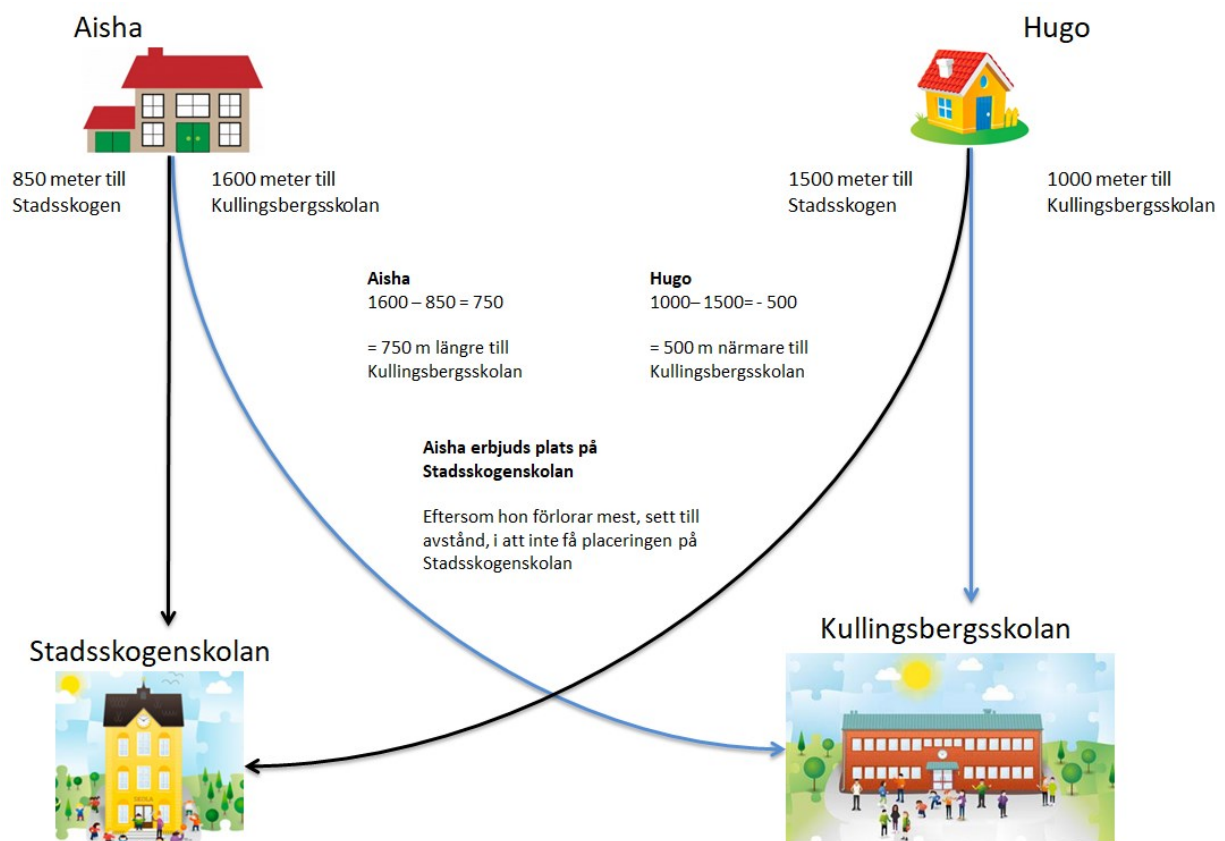 Aisha
Hugo
850 meter till
Stadsskogen
1600 meter till
Kullingsbergsskolan
1500 meter till
Stadsskogen
1000 meter till
Kullingsbergsskolan
Aisha
1600 – 850 = 750
= 750 m längre till
Kullingsbergsskolan
Hugo
1000– 1500= - 500
= 500 m närmare till
Kullingsbergsskolan
Aisha erbjuds plats på
Stadsskogenskolan
Eftersom hon förlorar mest, sett till
avstånd, i att inte få placeringen på
Stadsskogenskolan
Stadsskogenskolan
Kullingsbergsskolan
SKOLA